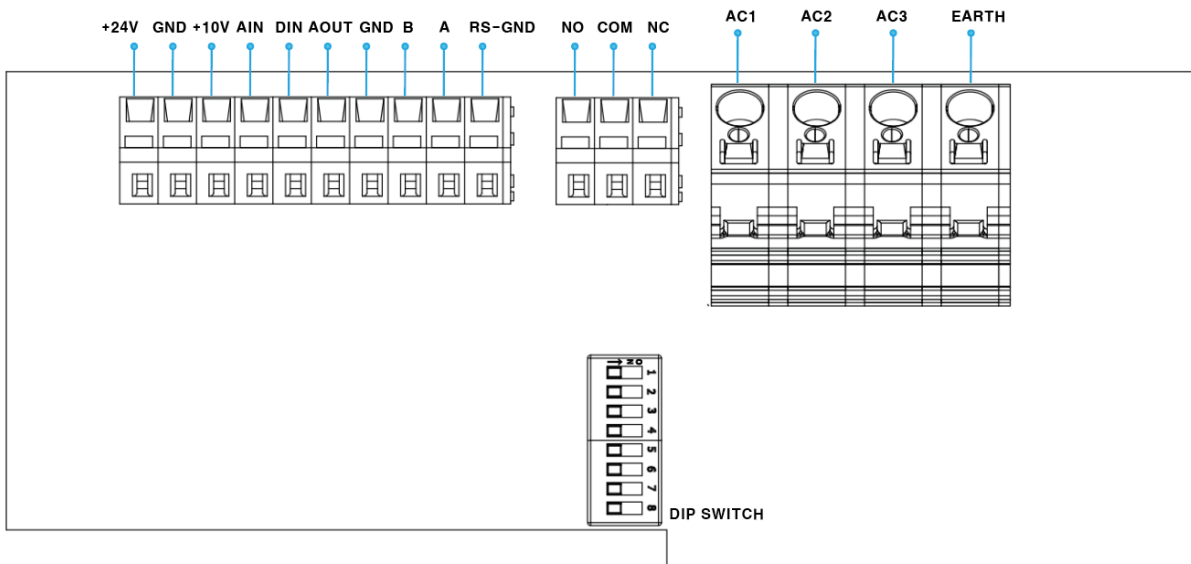 +24V GND +10V AIN DIN AOUT GND B A RS-GND NO COM NC AC1 AC2 AC3 EARTH
ON
1
2
3
4
5
6
7
8
DIP SWITCH